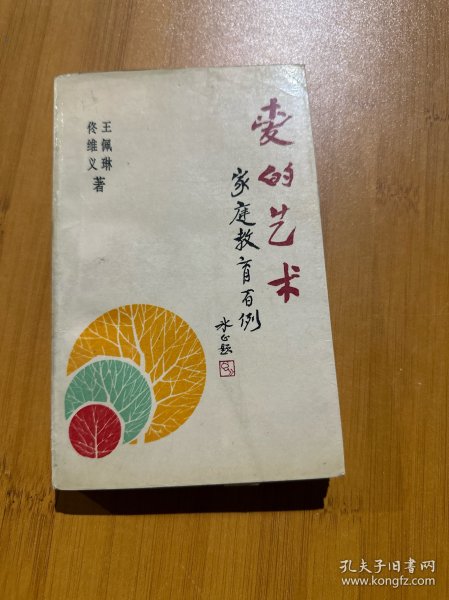 爱的艺术
家庭教育百例
冰心题
王佩琳
佟维义
著
孔夫子旧书网
www.kongfz.com